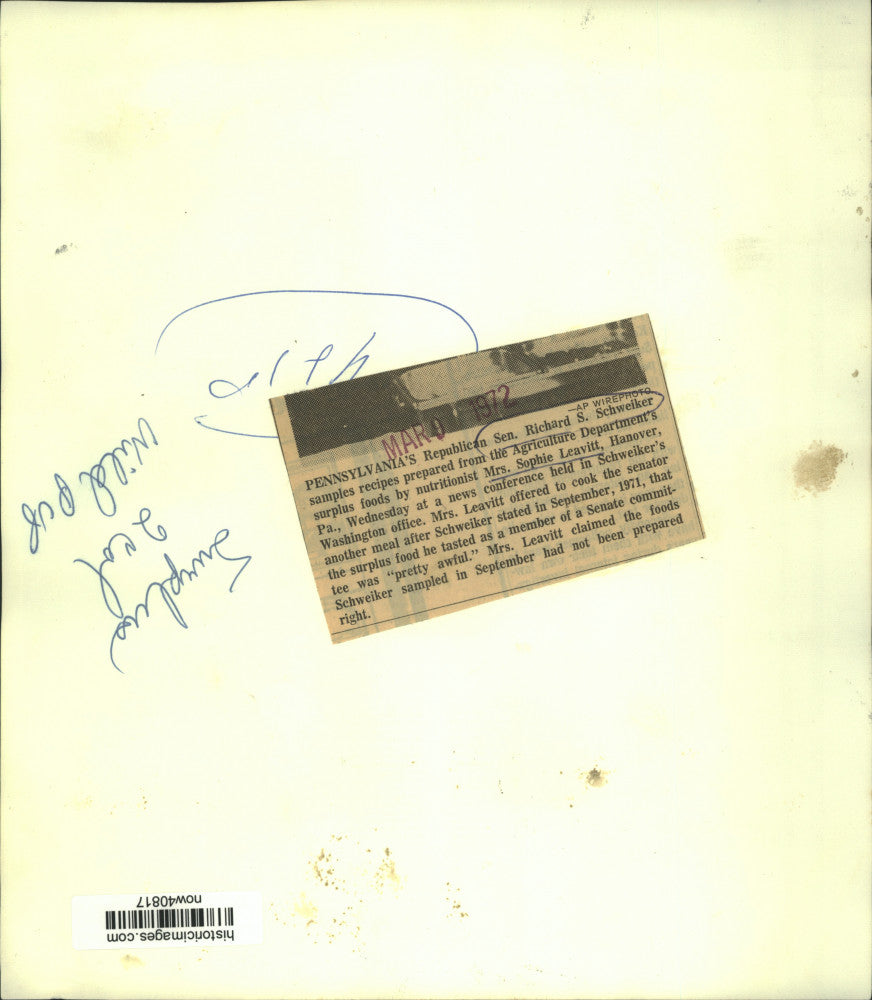 —AP WIREPHOTO
MAR 1972
PENNSYLVANIA'S Republican Sen. Richard S. Schweiker
samples recipes prepared from the Agriculture Department's
surplus foods by nutritionist Mrs. Sophie Leavitt, Hanover,
Pa., Wednesday at a news conference held in Schweiker's
Washington office. Mrs. Leavitt offered to cook the senator
another meal after Schweiker stated in September, 1971, that
the surplus food he tasted as a member of a Senate commit-
tee was "pretty awful." Mrs. Leavitt claimed the foods
Schweiker sampled in September had not been prepared
right.
2 col
Surplus
historicimages.com
now40817